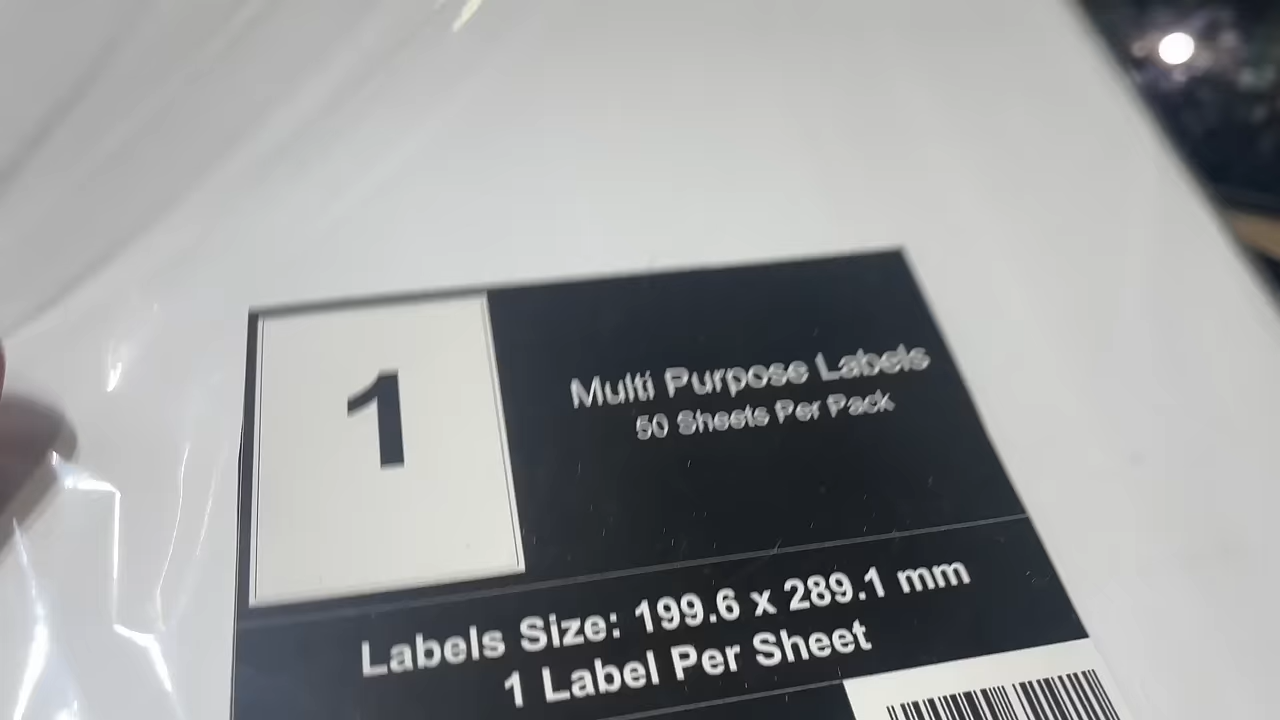 1
Multi Purpose Labels
50 Sheets Per Pack
Labels Size: 199.6 x 289.1 mm
1 Label Per Sheet